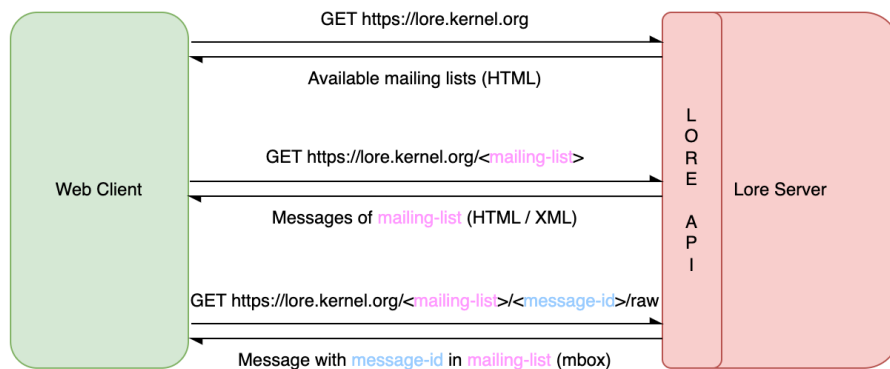 GET https://lore.kernel.org
Available mailing lists (HTML)
GET https://lore.kernel.org/<mailing-list>
Web Client
LORE API
Lore Server
Messages of mailing-list (HTML / XML)
GET https://lore.kernel.org/<mailing-list>/<message-id>/raw
Message with message-id in mailing-list (mbox)